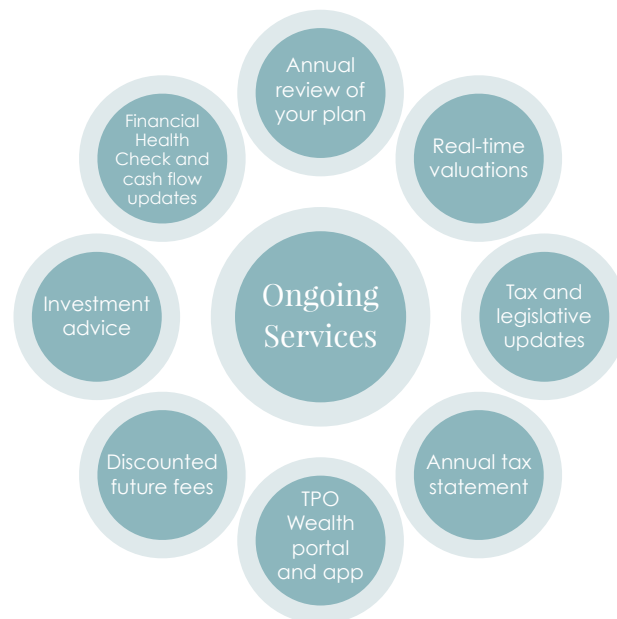 Annual
review of
your plan
Real-time
valuations
Tax and
legislative
updates
Annual tax
statement
TPO
Wealth
portal
and app
Discounted
future fees
Investment
advice
Financial
Health
Check and
cash flow
updates
Ongoing
Services